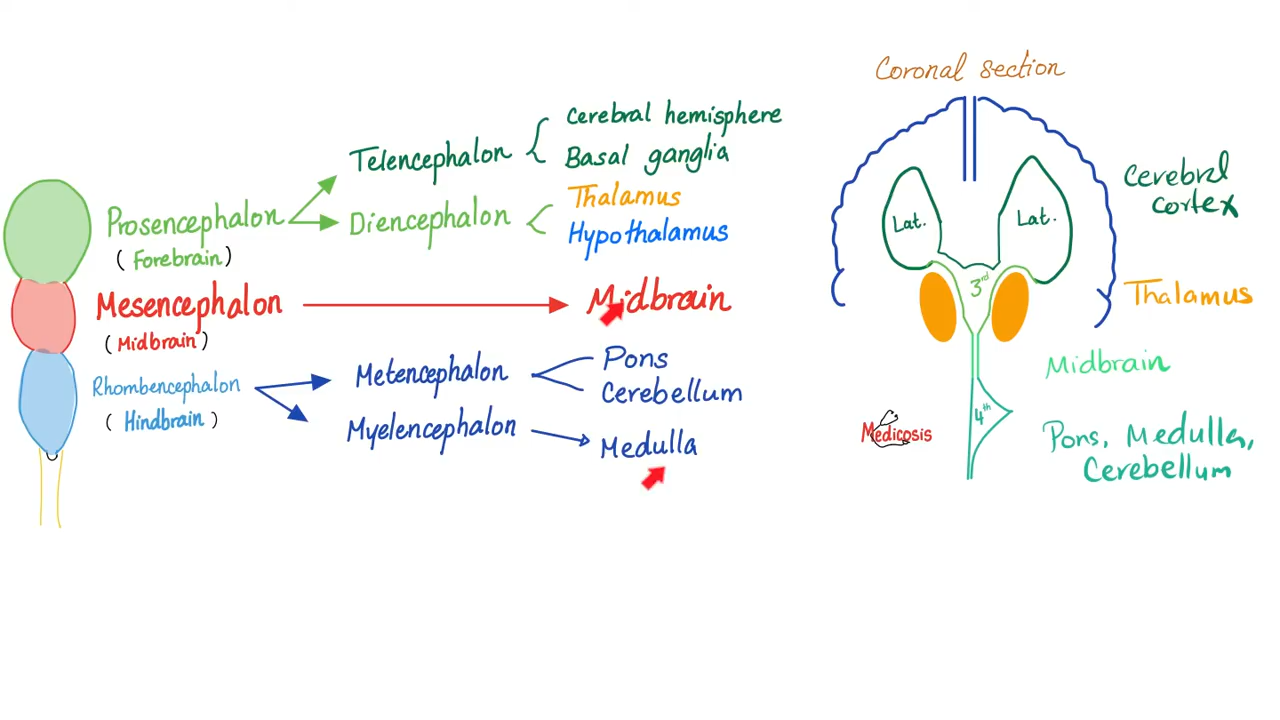 Coronal section
Cerebral hemisphere
Telencephalon
Basal ganglia
Thalamus
Prosencephalon
Diencephalon
Hypothalamus
( Forebrain )
Mesencephalon
Midbrain
( Midbrain )
Rhombencephalon
Metencephalon
Pons
Cerebellum
( Hindbrain )
Myelencephalon
Medulla
Lat.
Lat.
Cerebral
cortex
3rd
Thalamus
Midbrain
4th
Medicosis
Pons, Medulla,
Cerebellum